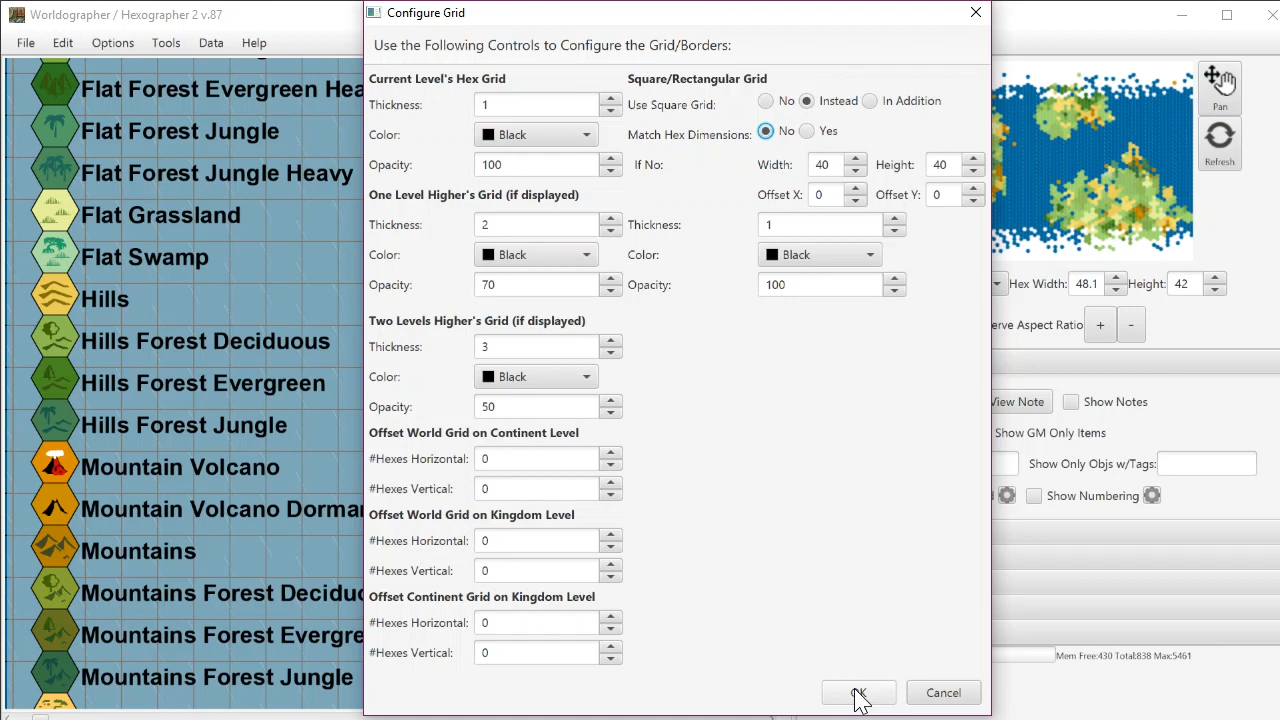 Worldographer / Hexographer 2 v.87
File Edit Options Tools Data Help
Flat Forest Evergreen Hea
Flat Forest Jungle
Flat Forest Jungle Heavy
Flat Grassland
Flat Swamp
Hills
Hills Forest Deciduous
Hills Forest Evergreen
Hills Forest Jungle
Mountain Volcano
Mountain Volcano Dorma
Mountains
Mountains Forest Decidu
Mountains Forest Evergre
Mountains Forest Jungle
Configure Grid
Use the Following Controls to Configure the Grid/Borders:
Current Level's Hex Grid
Thickness: 1
Color: Black
Opacity: 100
One Level Higher's Grid (if displayed)
Thickness: 2
Color: Black
Opacity: 70
Two Levels Higher's Grid (if displayed)
Thickness: 3
Color: Black
Opacity: 50
Offset World Grid on Continent Level
#Hexes Horizontal: 0
#Hexes Vertical: 0
Offset World Grid on Kingdom Level
#Hexes Horizontal: 0
#Hexes Vertical: 0
Offset Continent Grid on Kingdom Level
#Hexes Horizontal: 0
#Hexes Vertical: 0
Square/Rectangular Grid
Use Square Grid: No Instead In Addition
Match Hex Dimensions: No Yes
If No: Width: 40 Height: 40
Offset X: 0 Offset Y: 0
Thickness: 1
Color: Black
Opacity: 100
OK Cancel
Pan
Refresh
Hex Width: 48.1 Height: 42
erve Aspect Ratio + -
View Note Show Notes
Show GM Only Items
Show Only Objs w/Tags:
Show Numbering
Mem Free:430 Total:838 Max:5461